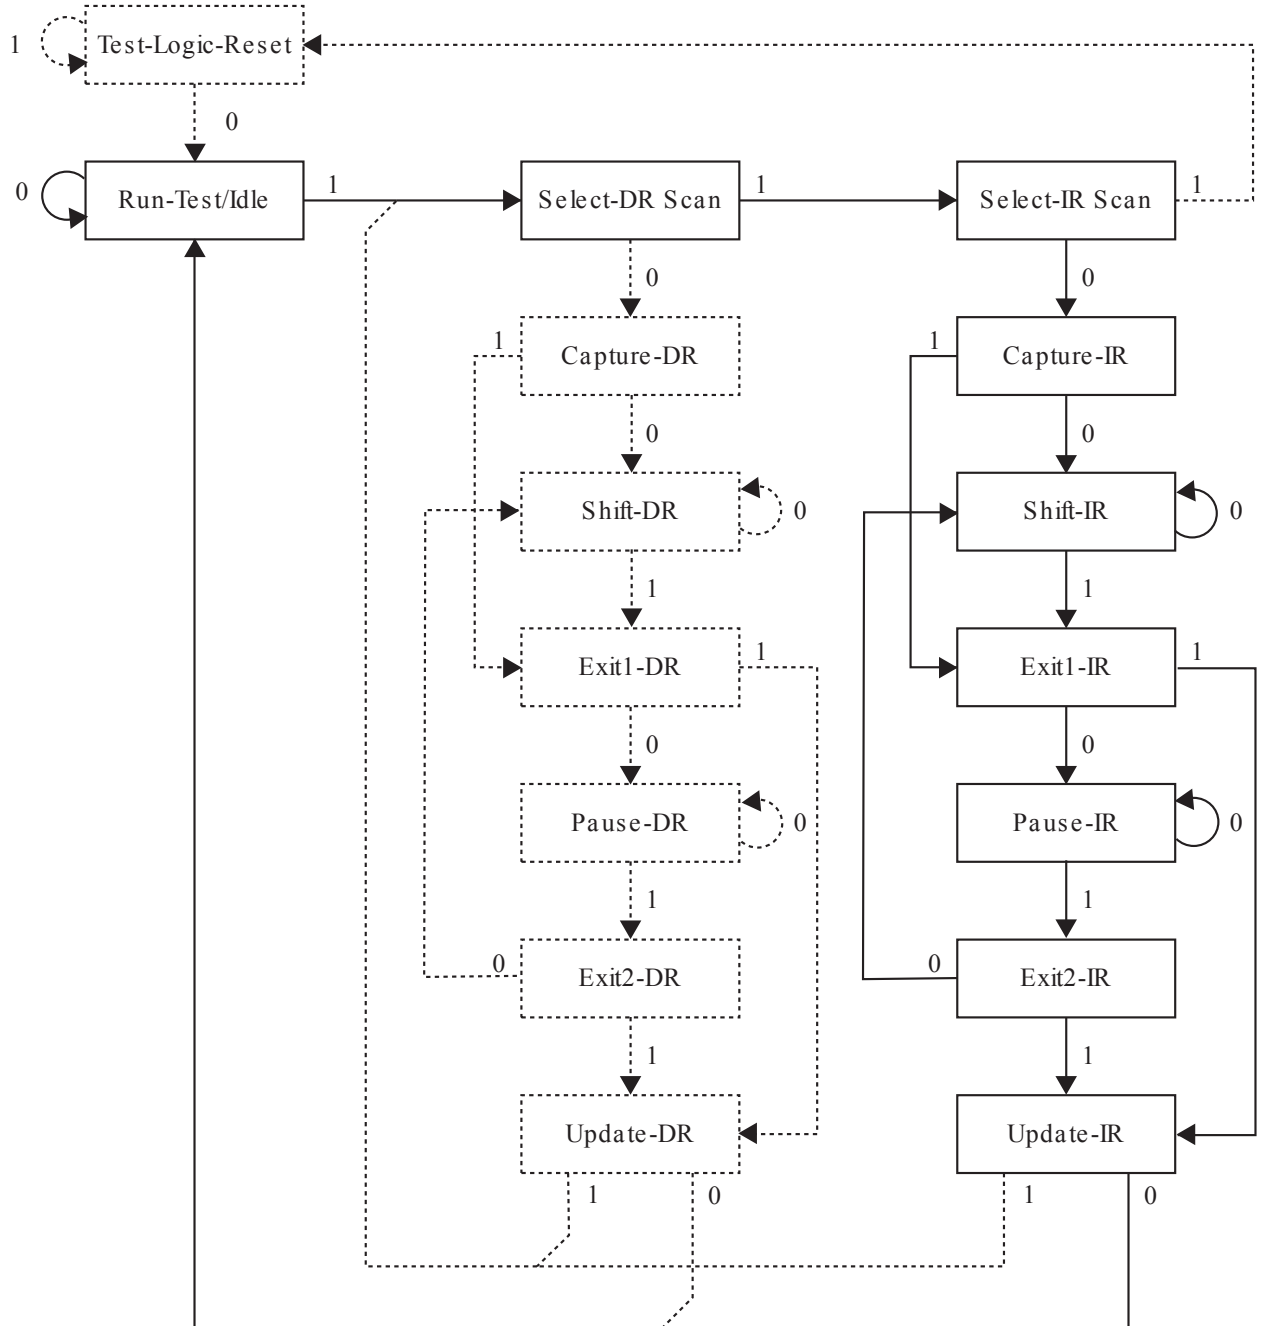 1
Test-Logic-Reset
0
0
Run-Test/Idle
1
Select-DR Scan
1
Select-IR Scan
1
0
0
1
Capture-DR
1
Capture-IR
0
0
Shift-DR
0
Shift-IR
0
1
1
Exit1-DR
1
Exit1-IR
1
0
0
Pause-DR
0
Pause-IR
0
1
1
0
Exit2-DR
0
Exit2-IR
1
1
Update-DR
Update-IR
1
0
1
0